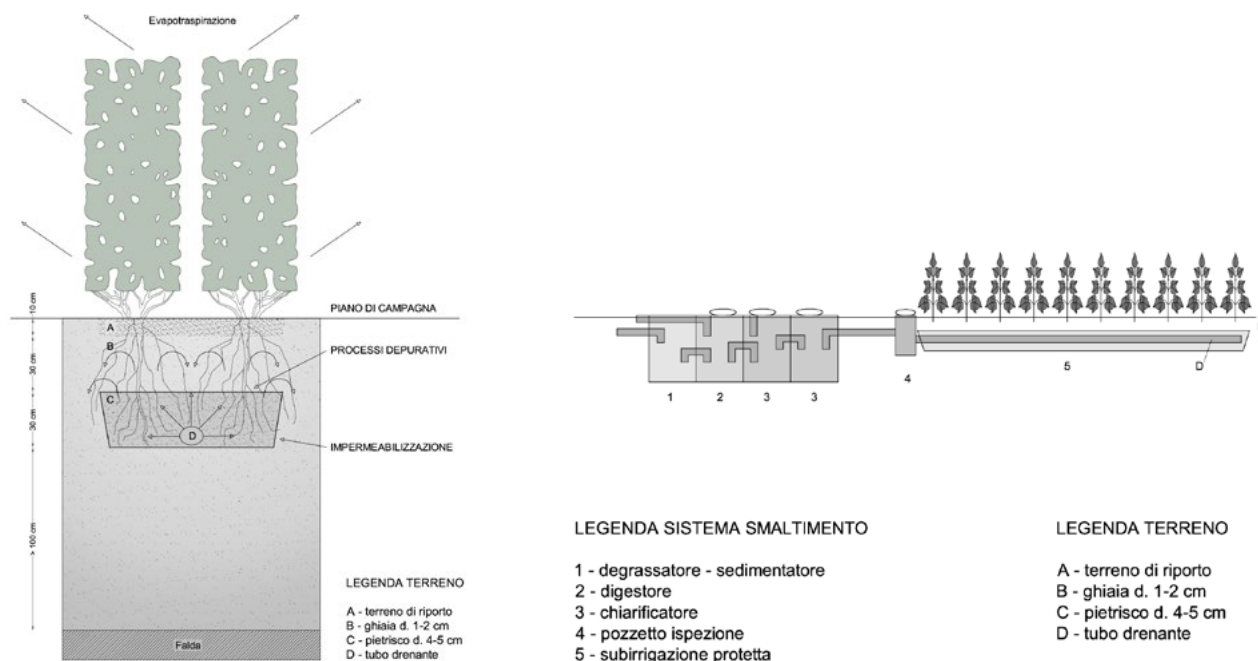 Evapotraspirazione
10 cm
PIANO DI CAMPAGNA
A
B
30 cm
PROCESSI DEPURATIVI
C
30 cm
D
IMPERMEABILIZZAZIONE
> 100 cm
LEGENDA TERRENO
A - terreno di riporto
B - ghiaia d. 1-2 cm
C - pietrisco d. 4-5 cm
D - tubo drenante
Falda
1
2
3
3
4
5
D
LEGENDA SISTEMA SMALTIMENTO
1 - degrassatore - sedimentatore
2 - digestore
3 - chiarificatore
4 - pozzetto ispezione
5 - subirrigazione protetta
LEGENDA TERRENO
A - terreno di riporto
B - ghiaia d. 1-2 cm
C - pietrisco d. 4-5 cm
D - tubo drenante